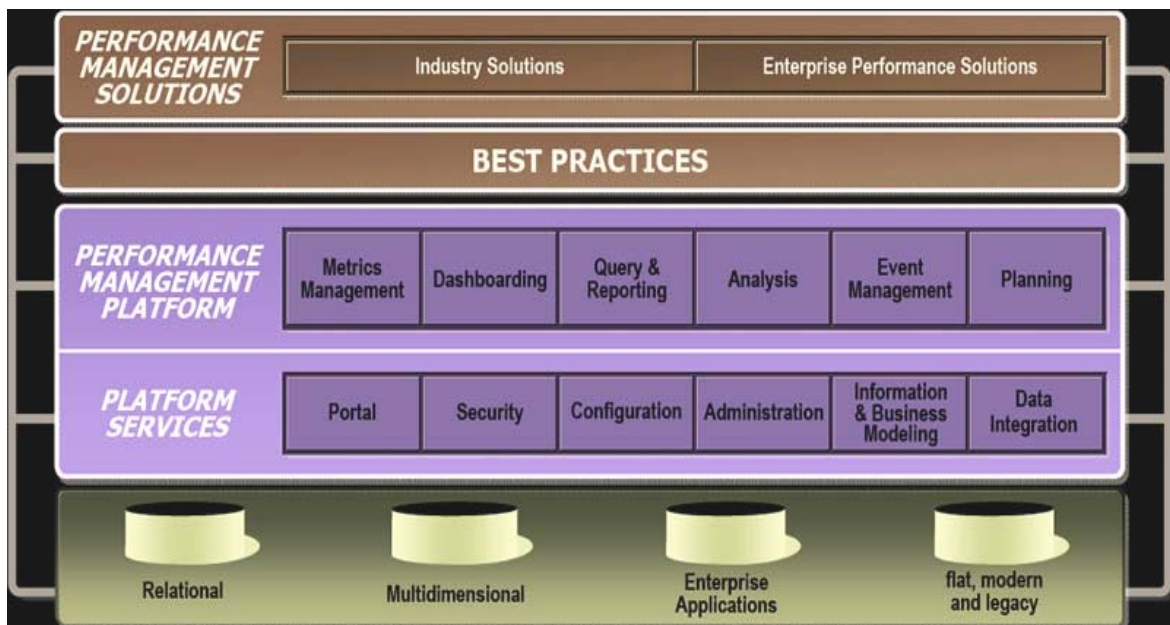 PERFORMANCE
MANAGEMENT
SOLUTIONS
Industry Solutions
Enterprise Performance Solutions
BEST PRACTICES
PERFORMANCE
MANAGEMENT
PLATFORM
Metrics
Management
Dashboarding
Query &
Reporting
Analysis
Event
Management
Planning
PLATFORM
SERVICES
Portal
Security
Configuration
Administration
Information
& Business
Modeling
Data
Integration
Relational
Multidimensional
Enterprise
Applications
flat, modern
and legacy